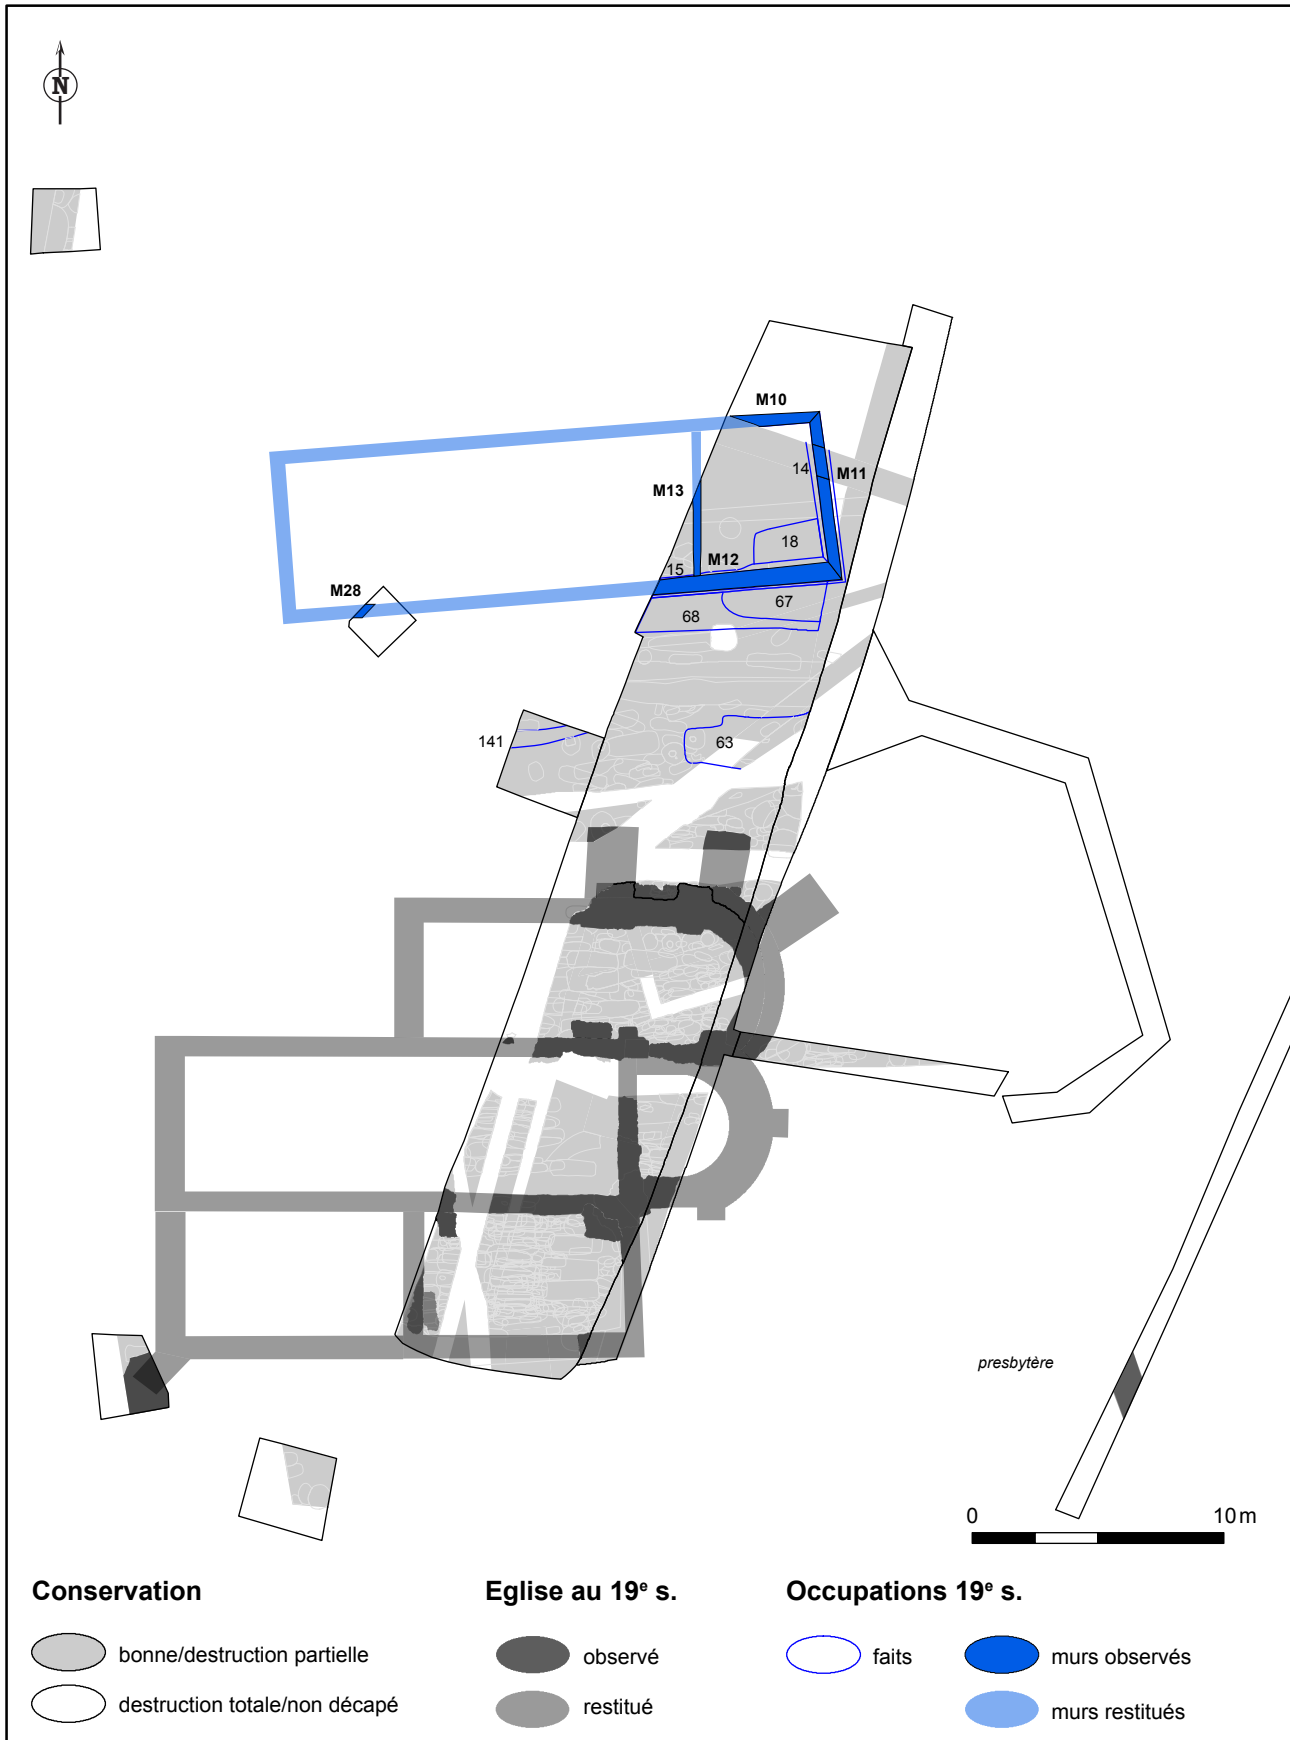 N
M10
14
M11
M13
18
M12
15
M28
67
68
141
63
presbytère
0 10 m
Conservation
bonne/destruction partielle
destruction totale/non décapé
Eglise au 19e s.
observé
restitué
Occupations 19e s.
faits
murs observés
murs restitués